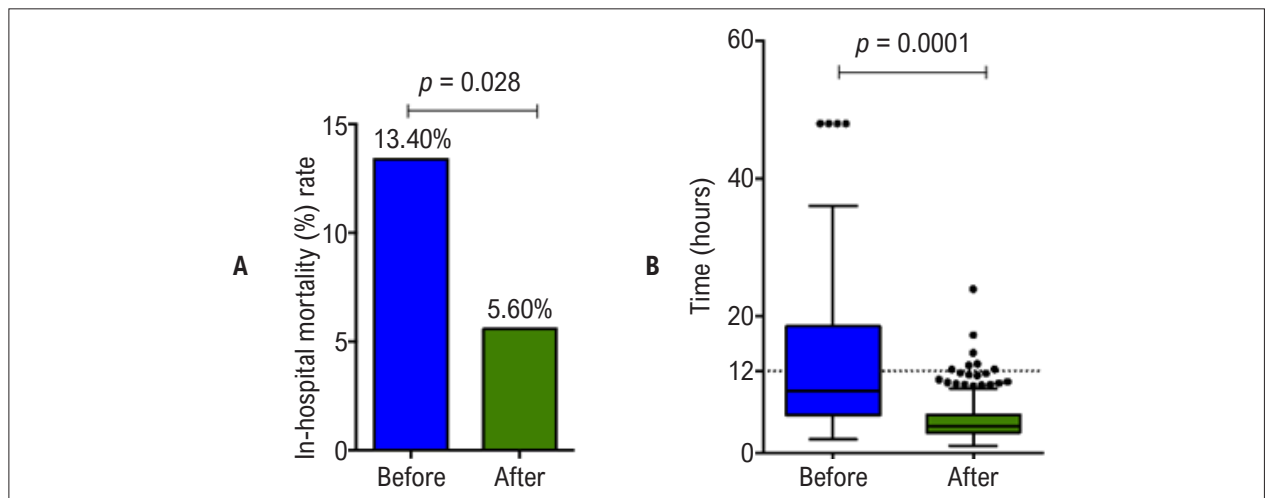 A
In-hospital mortality (%) rate
p = 0.028
15
13.40%
10
5.60%
5
0
Before After
B
Time (hours)
60
p = 0.0001
40
20
12
0
Before After